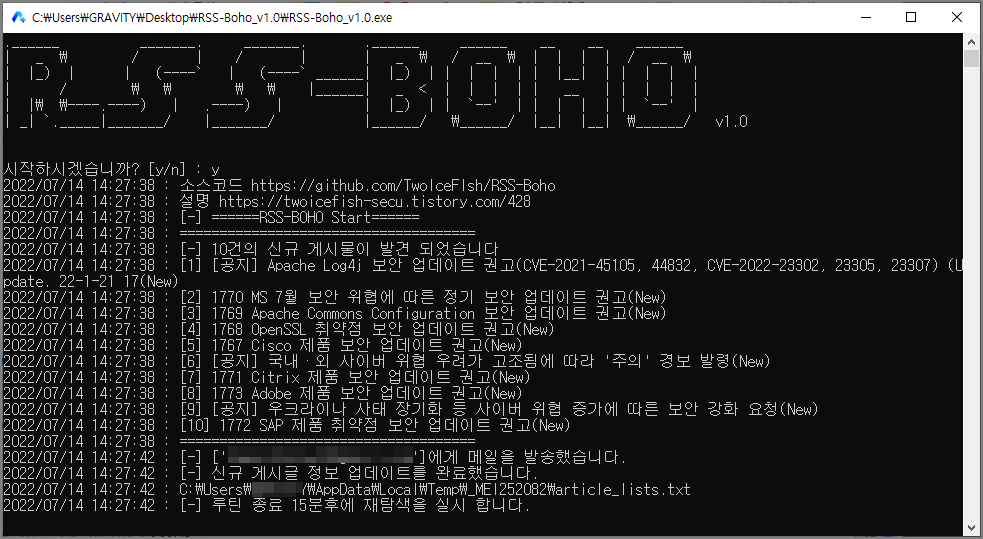 C:₩Users₩GRAVITY₩Desktop₩RSS-Boho_v1.0₩RSS-Boho_v1.0.exe
RSS-BOHO
v1.0
시작하시겠습니까? [y/n] : y
2022/07/14 14:27:38 : 소스코드 https://github.com/TwoIceFIsh/RSS-Boho
2022/07/14 14:27:38 : 설명 https://twoicefish-secu.tistory.com/428
2022/07/14 14:27:38 : [-] ======RSS-BOHO Start======
2022/07/14 14:27:38 : =====================================
2022/07/14 14:27:38 : [-] 10건의 신규 게시물이 발견 되었습니다
2022/07/14 14:27:38 : [1] [공지] Apache Log4j 보안 업데이트 권고(CVE-2021-45105, 44832, CVE-2022-23302, 23305, 23307) (U
pdate. 22-1-21 17(New)
2022/07/14 14:27:38 : [2] 1770 MS 7월 보안 위협에 따른 정기 보안 업데이트 권고(New)
2022/07/14 14:27:38 : [3] 1769 Apache Commons Configuration 보안 업데이트 권고(New)
2022/07/14 14:27:38 : [4] 1768 OpenSSL 취약점 보안 업데이트 권고(New)
2022/07/14 14:27:38 : [5] 1767 Cisco 제품 보안 업데이트 권고(New)
2022/07/14 14:27:38 : [6] [공지] 국내·외 사이버 위협 우려가 고조됨에 따라 '주의' 경보 발령(New)
2022/07/14 14:27:38 : [7] 1771 Citrix 제품 보안 업데이트 권고(New)
2022/07/14 14:27:38 : [8] 1773 Adobe 제품 보안 업데이트 권고(New)
2022/07/14 14:27:38 : [9] [공지] 우크라이나 사태 장기화 등 사이버 위협 증가에 따른 보안 강화 요청(New)
2022/07/14 14:27:38 : [10] 1772 SAP 제품 취약점 보안 업데이트 권고(New)
2022/07/14 14:27:38 : =====================================
2022/07/14 14:27:42 : [-] [' ']에게 메일을 발송했습니다.
2022/07/14 14:27:42 : [-] 신규 게시글 정보 업데이트를 완료했습니다.
2022/07/14 14:27:42 : C:₩Users₩ ₩AppData₩Local₩Temp₩_MEI252082₩article_lists.txt
2022/07/14 14:27:42 : [-] 루틴 종료 15분후에 재탐색을 실시 합니다.